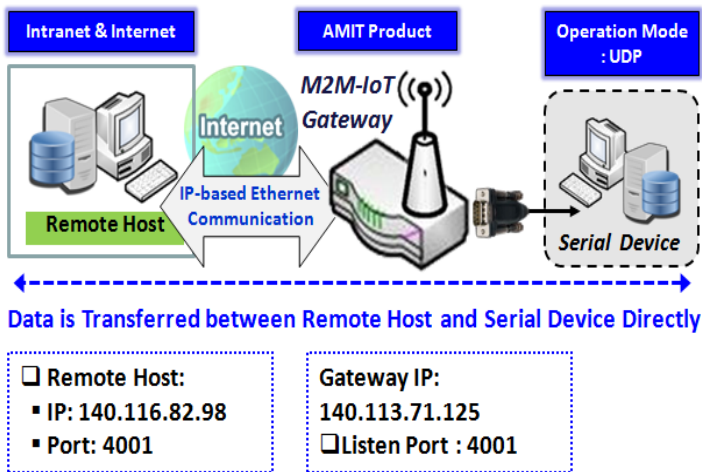 Intranet & Internet
AMIT Product
Operation Mode
: UDP
M2M-IoT
Gateway
Internet
IP-based Ethernet
Communication
Remote Host
Serial Device
Data is Transferred between Remote Host and Serial Device Directly
❑ Remote Host:
▪ IP: 140.116.82.98
▪ Port: 4001
Gateway IP:
140.113.71.125
❑Listen Port : 4001